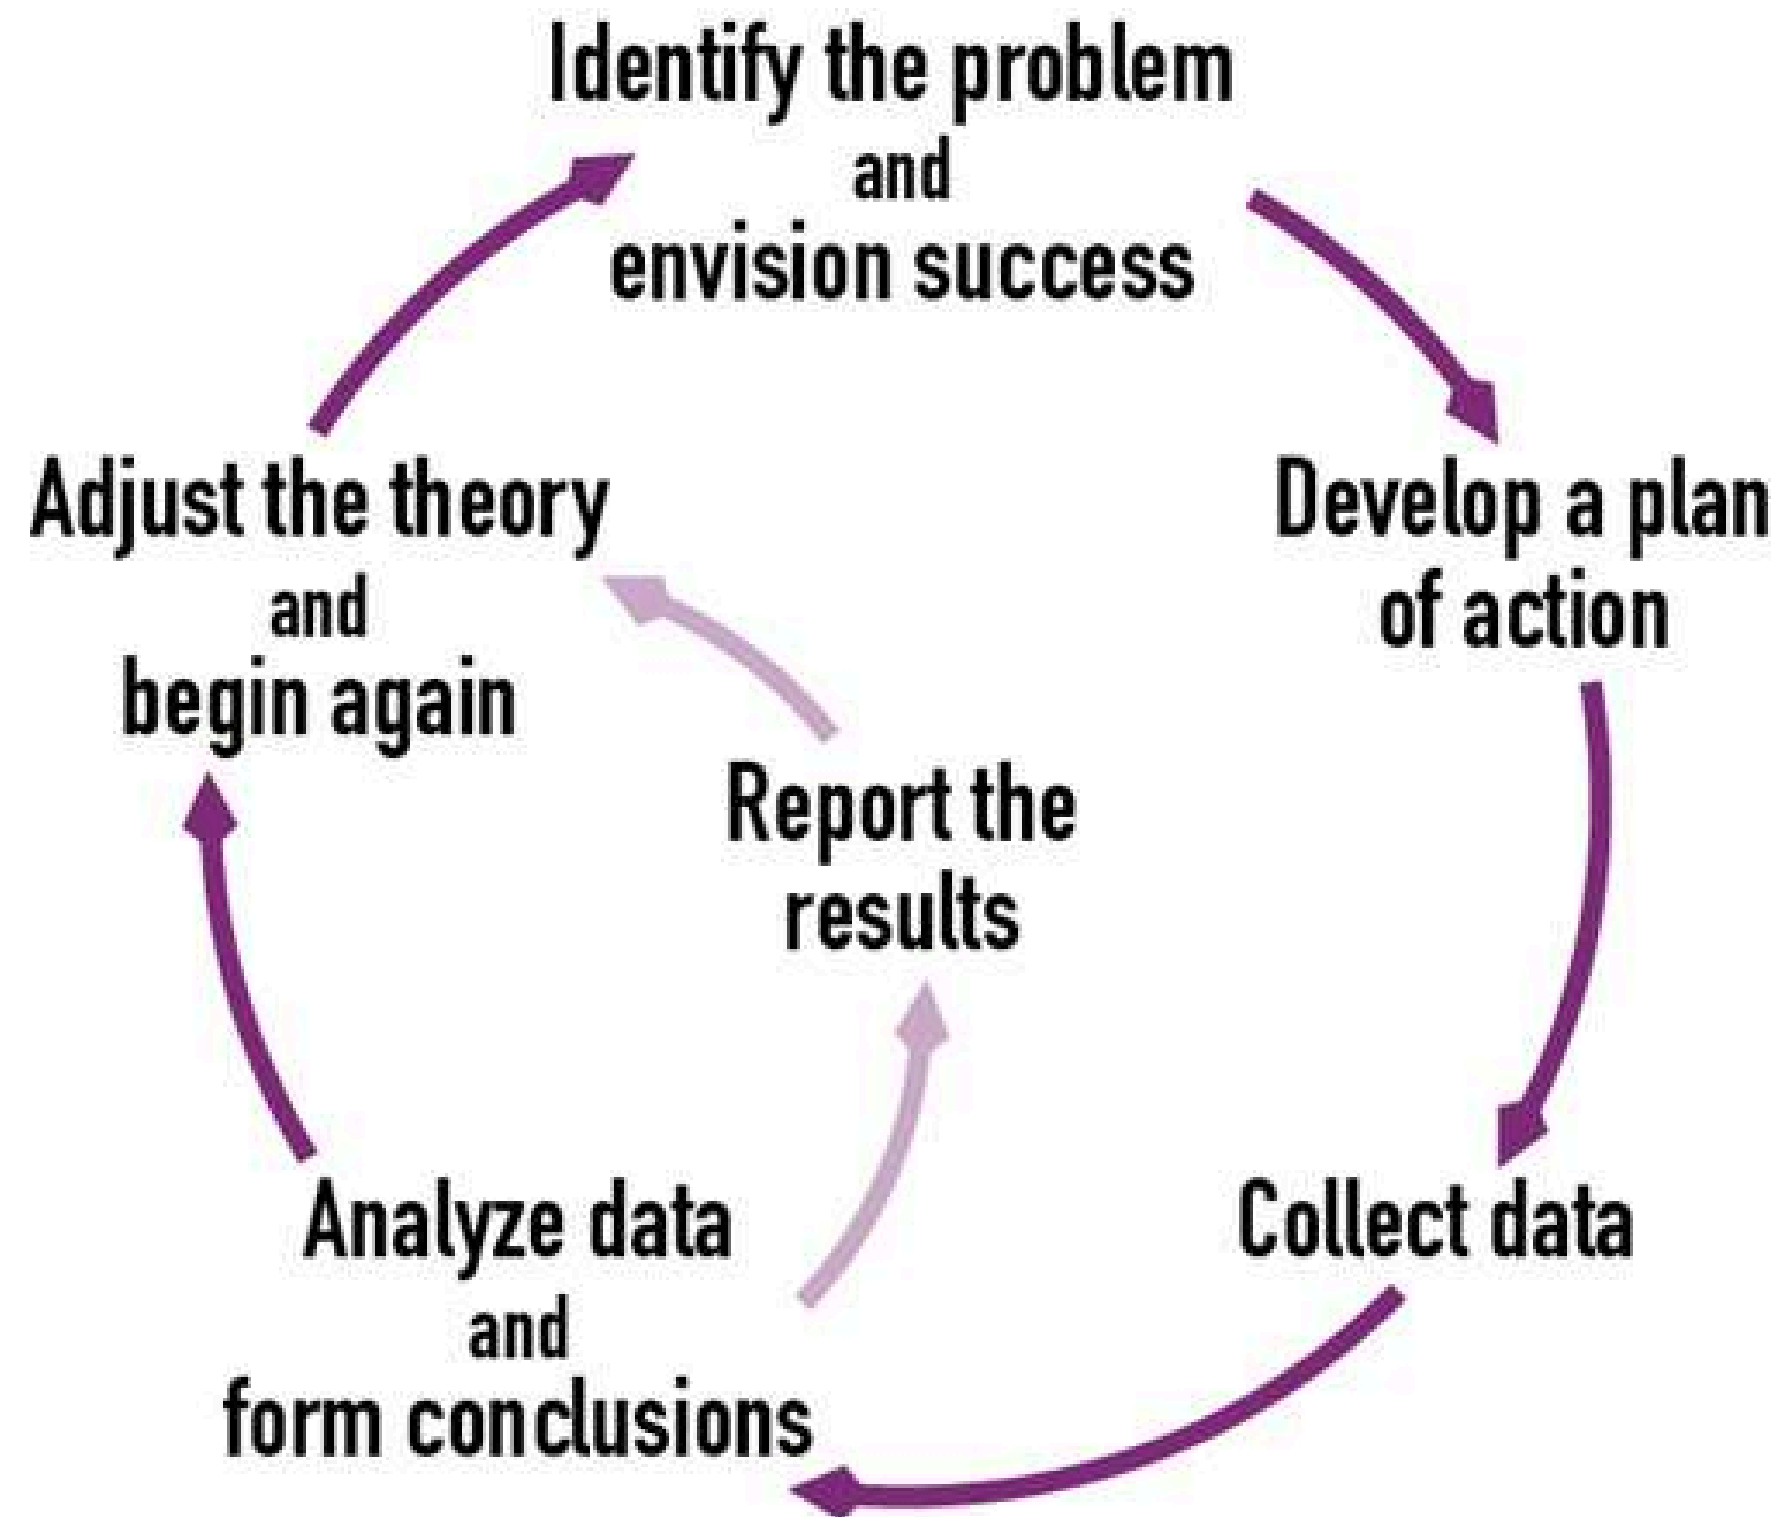 Identify the problem
and
envision success
Develop a plan
of action
Collect data
Analyze data
and
form conclusions
Report the
results
Adjust the theory
and
begin again